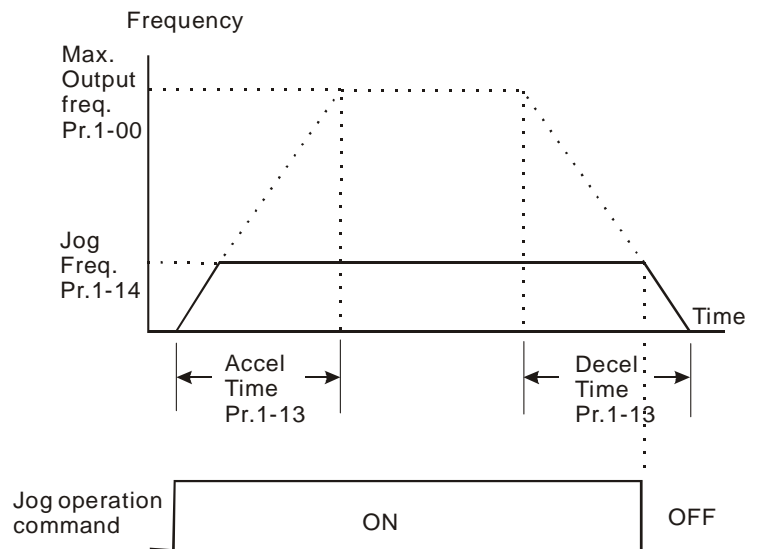 Frequency
Max.
Output
freq.
Pr.1-00
Jog
Freq.
Pr.1-14
Time
Accel
Time
Pr.1-13
Decel
Time
Pr.1-13
Jog operation
command
ON
OFF